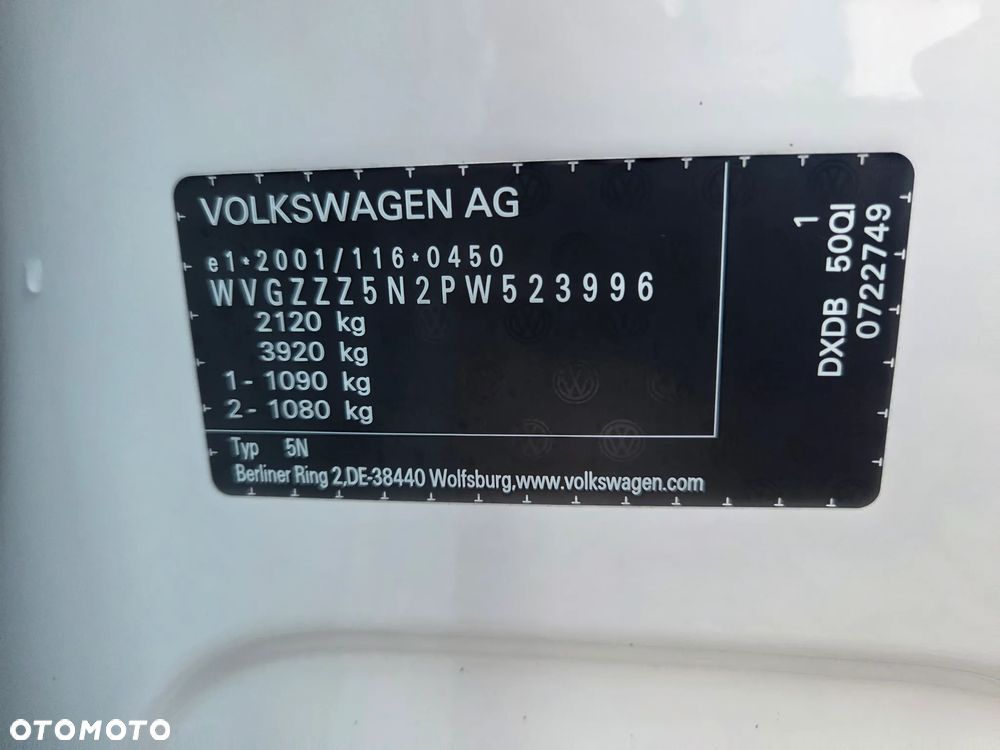 VOLKSWAGEN AG
e1*2001/116*0450
WVGZZZ5N2PW523996
2120 kg
3920 kg
1- 1090 kg
2- 1080 kg
Typ 5N
Berliner Ring 2,DE-38440 Wolfsburg,www.volkswagen.com
1
DXDB 50QI
0722749
OTOMOTO